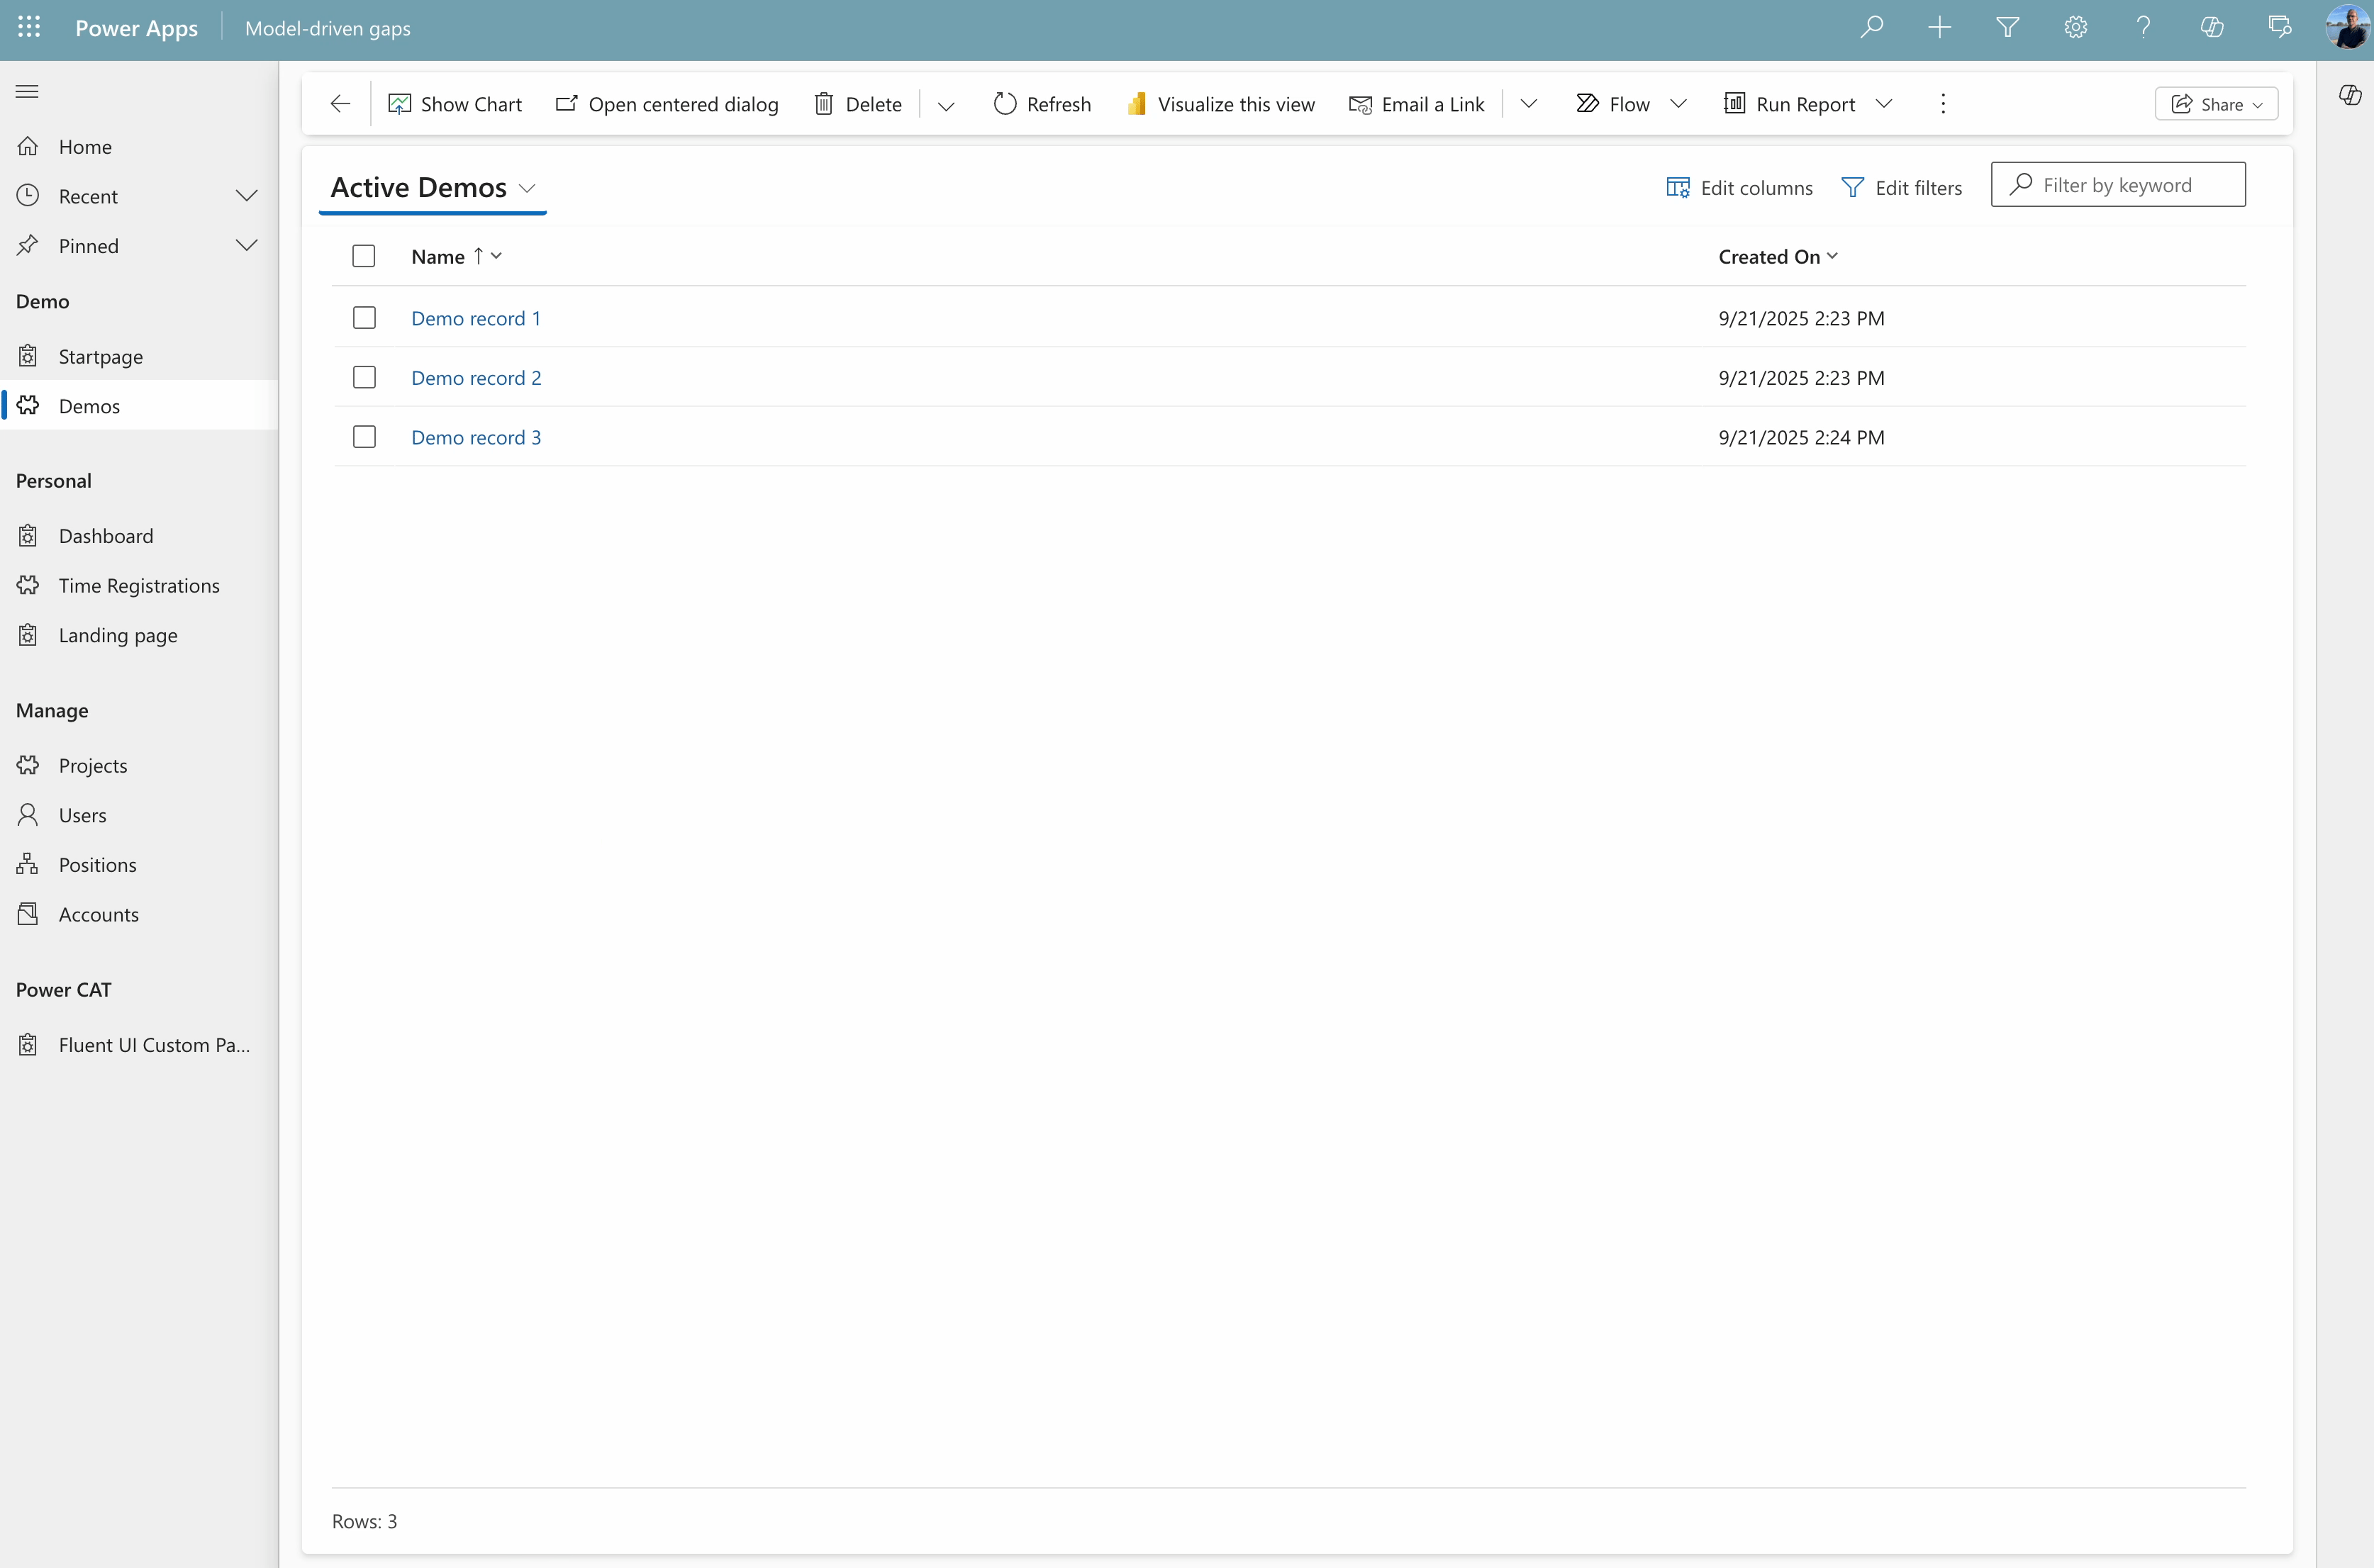 Power Apps
Model-driven gaps
Show Chart
Open centered dialog
Delete
Refresh
Visualize this view
Email a Link
Flow
Run Report
Share
Home
Recent
Pinned
Demo
Startpage
Demos
Personal
Dashboard
Time Registrations
Landing page
Manage
Projects
Users
Positions
Accounts
Power CAT
Fluent UI Custom Pa...
Active Demos
Edit columns
Edit filters
Filter by keyword
Name Created On
Demo record 1 9/21/2025 2:23 PM
Demo record 2 9/21/2025 2:23 PM
Demo record 3 9/21/2025 2:24 PM
Rows: 3